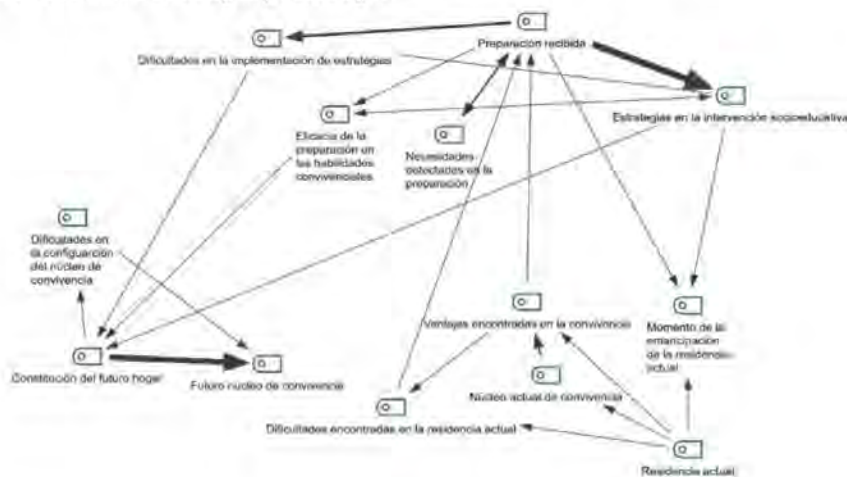 Preparación recibida
Dificultades en la implementación de estrategias
Estrategias en la intervención socioeducativa
Eficacia de la
preparación en
las habilidades
convivenciales
Necesidades
detectadas en la
preparación
Dificultades en
la configuración
del núcleo de
convivencia
Ventajas encontradas en la convivencia
Momento de la
emancipación
de la residencia
actual
Constitución del futuro hogar
Futuro núcleo de convivencia
Núcleo actual de convivencia
Dificultades encontradas en la residencia actual
Residencia actual